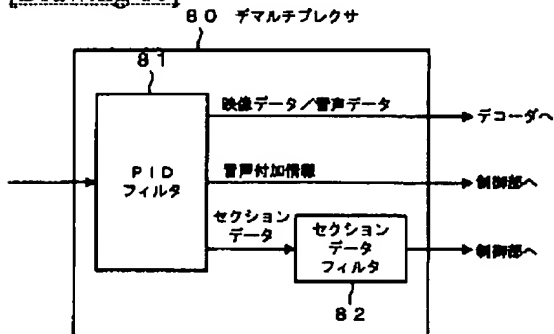 80 デマルチプレクサ
81
映像データ/音声データ
デコーダへ
PID
フィルタ
音声付加情報
制御部へ
セクション
データ
セクション
データ
フィルタ
制御部へ
82